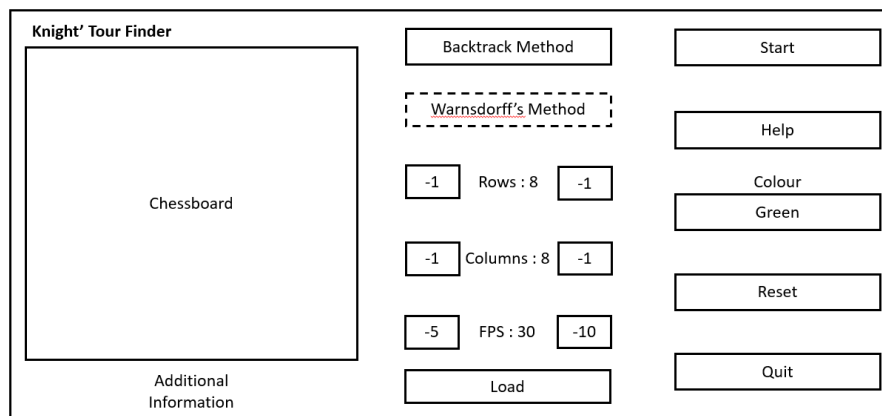 Knight’ Tour Finder
Chessboard
Additional
Information
Backtrack Method
Warnsdorff’s Method
-1 Rows : 8 -1
-1 Columns : 8 -1
-5 FPS : 30 -10
Load
Start
Help
Colour
Green
Reset
Quit